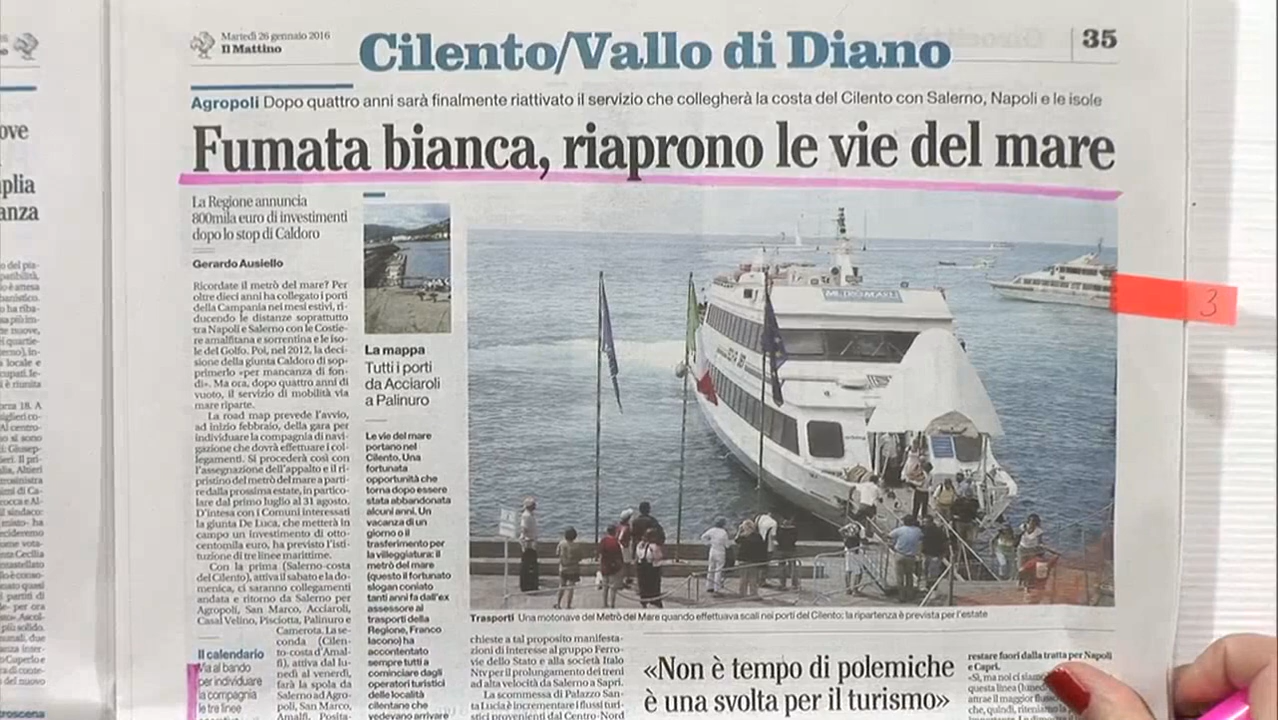 Martedì 26 gennaio 2016
Il Mattino
Cilento/Vallo di Diano
35
Agropoli Dopo quattro anni sarà finalmente riattivato il servizio che collegherà la costa del Cilento con Salerno, Napoli e le isole
Fumata bianca, riaprono le vie del mare
La Regione annuncia
800mila euro di investimenti
dopo lo stop di Caldoro
Gerardo Ausiello
Ricordate il metrò del mare? Per
oltre dieci anni ha collegato i porti
della Campania nei mesi estivi, ri-
ducendo le distanze soprattutto
tra Napoli e Salerno con le Costie-
re amalfitana e sorrentina e le iso-
le del Golfo. Poi, nel 2012, la deci-
sione della giunta Caldoro di sop-
primerlo «per mancanza di fon-
di». Ma ora, dopo quattro anni di
vuoto, il servizio di mobilità via
mare riparte.
La road map prevede l'avvio,
ad inizio febbraio, della gara per
individuare la compagnia di navi-
gazione che dovrà effettuare i col-
legamenti. Si procederà così con
l'assegnazione dell'appalto e il ri-
pristino del metrò del mare a parti-
re dalla prossima estate, in partico-
lare dal primo luglio al 31 agosto.
D'intesa con i Comuni interessati
la giunta De Luca, che metterà in
campo un investimento di otto-
centomila euro, ha previsto l'isti-
tuzione di tre linee marittime.
Con la prima (Salerno-costa
del Cilento), attiva il sabato e la do-
menica, ci saranno collegamenti
andata e ritorno da Salerno per
Agropoli, San Marco, Acciaroli,
Casal Velino, Pisciotta, Palinuro e
Camerota. La se-
conda (Cilen-
to-costa d'Amal-
fi), attiva dal lu-
nedì al venerdì,
farà la spola da
Salerno ad Agro-
poli, San Marco,
Amalfi, Posita-
Il calendario
Via al bando
per individuare
la compagnia
le tre linee
La mappa
Tutti i porti
da Acciaroli
a Palinuro
Le vie del mare
portano nel
Cilento. Una
fortunata
opportunità che
torna dopo essere
stata abbandonata
alcuni anni. Un
vacanza di un
giorno o il
trasferimento per
la villeggiatura: il
metrò del mare
(questo il fortunato
slogan coniato
tanti anni fa dall'ex
assessore ai
trasporti della
Regione, Franco
Iacono) ha
accontentato
sempre tutti a
cominciare dagli
operatori turistici
delle località
cilentane che
vedevano arrivare
METRÒ MARE
3
Trasporti Una motonave del Metrò del Mare quando effettuava scali nei porti del Cilento; la ripartenza è prevista per l'estate
chieste a tal proposito manifesta-
zioni di interesse al gruppo Ferro-
vie dello Stato e alla società Italo
Ntv per il prolungamento dei treni
ad alta velocità da Salerno a Sapri.
La scommessa di Palazzo San-
ta Lucia è incrementare i flussi turi-
stici provenienti dal Centro-Nord
«Non è tempo di polemiche
è una svolta per il turismo»
restare fuori dalla tratta per Napoli
e Capri.